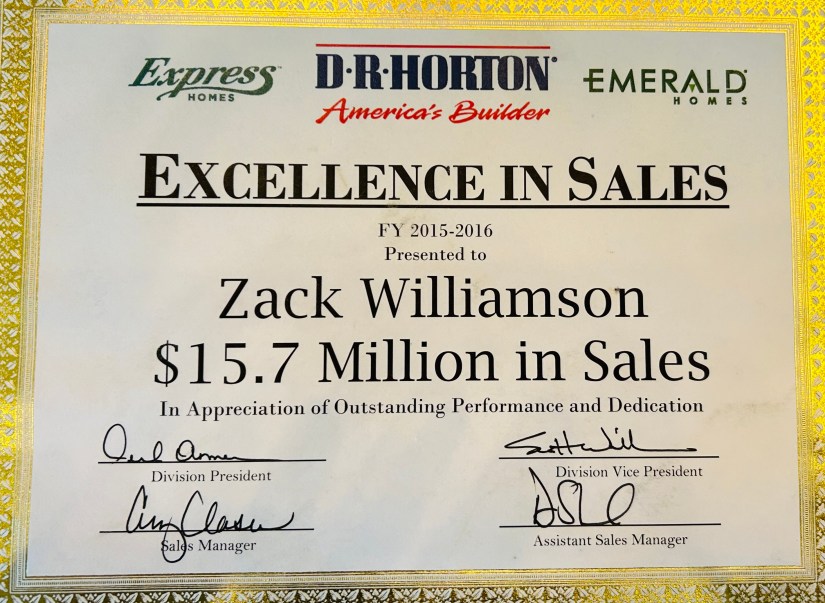 Express
HOMES
D·R·HORTON®
America's Builder
EMERALD
HOMES
EXCELLENCE IN SALES
FY 2015-2016
Presented to
Zack Williamson
$15.7 Million in Sales
In Appreciation of Outstanding Performance and Dedication
Division President
Division Vice President
Sales Manager
Assistant Sales Manager